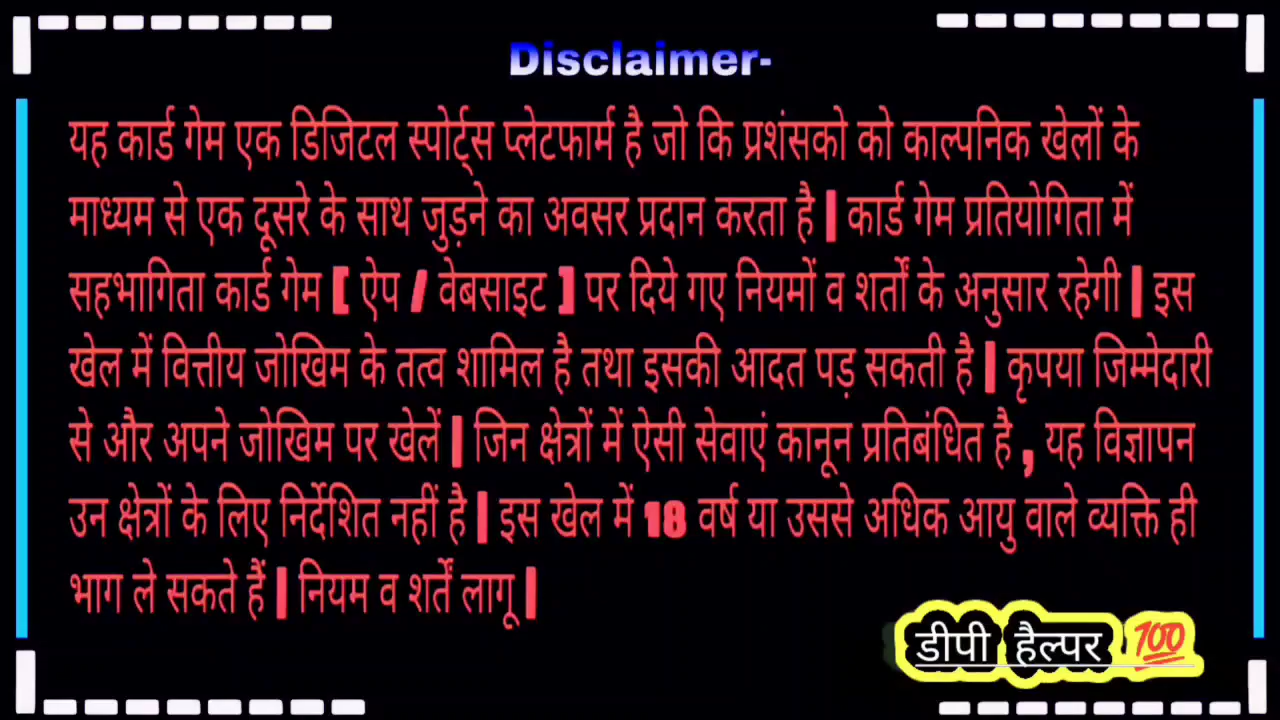 Disclaimer-
यह कार्ड गेम एक डिजिटल स्पोर्ट्स प्लेटफार्म है जो कि प्रशंसको को काल्पनिक खेलों के
माध्यम से एक दूसरे के साथ जुड़ने का अवसर प्रदान करता है | कार्ड गेम प्रतियोगिता में
सहभागिता कार्ड गेम [ ऐप / वेबसाइट ] पर दिये गए नियमों व शर्तों के अनुसार रहेगी | इस
खेल में वित्तीय जोखिम के तत्व शामिल है तथा इसकी आदत पड़ सकती है | कृपया जिम्मेदारी
से और अपने जोखिम पर खेलें | जिन क्षेत्रों में ऐसी सेवाएं कानून प्रतिबंधित है , यह विज्ञापन
उन क्षेत्रों के लिए निर्देशित नहीं है | इस खेल में 18 वर्ष या उससे अधिक आयु वाले व्यक्ति ही
भाग ले सकते हैं | नियम व शर्तें लागू |
डीपी हैल्पर 💯